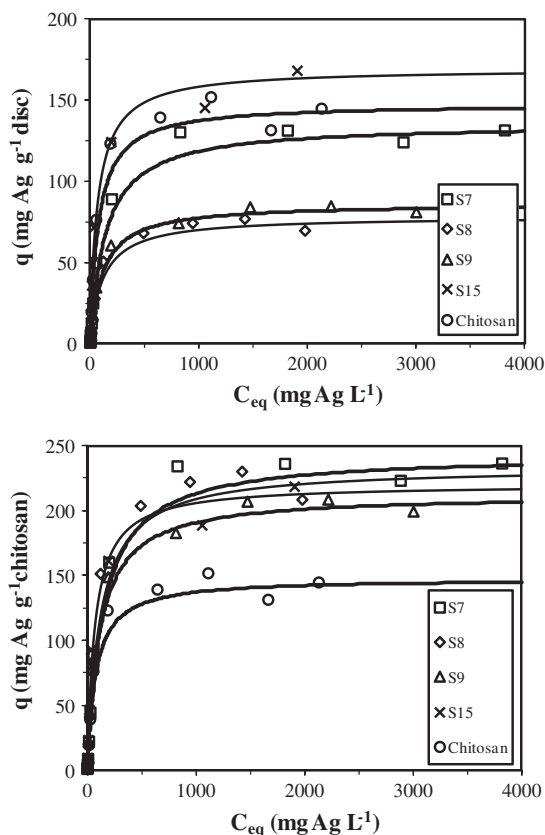 200
150
100
50
0
q (mg Ag g-1 disc)
S7
S8
S9
S15
Chitosan
0 1000 2000 3000 4000
Ceq (mg Ag L-1)
250
200
150
100
50
0
q (mg Ag g-1chitosan)
S7
S8
S9
S15
Chitosan
0 1000 2000 3000 4000
Ceq (mg Ag L-1)